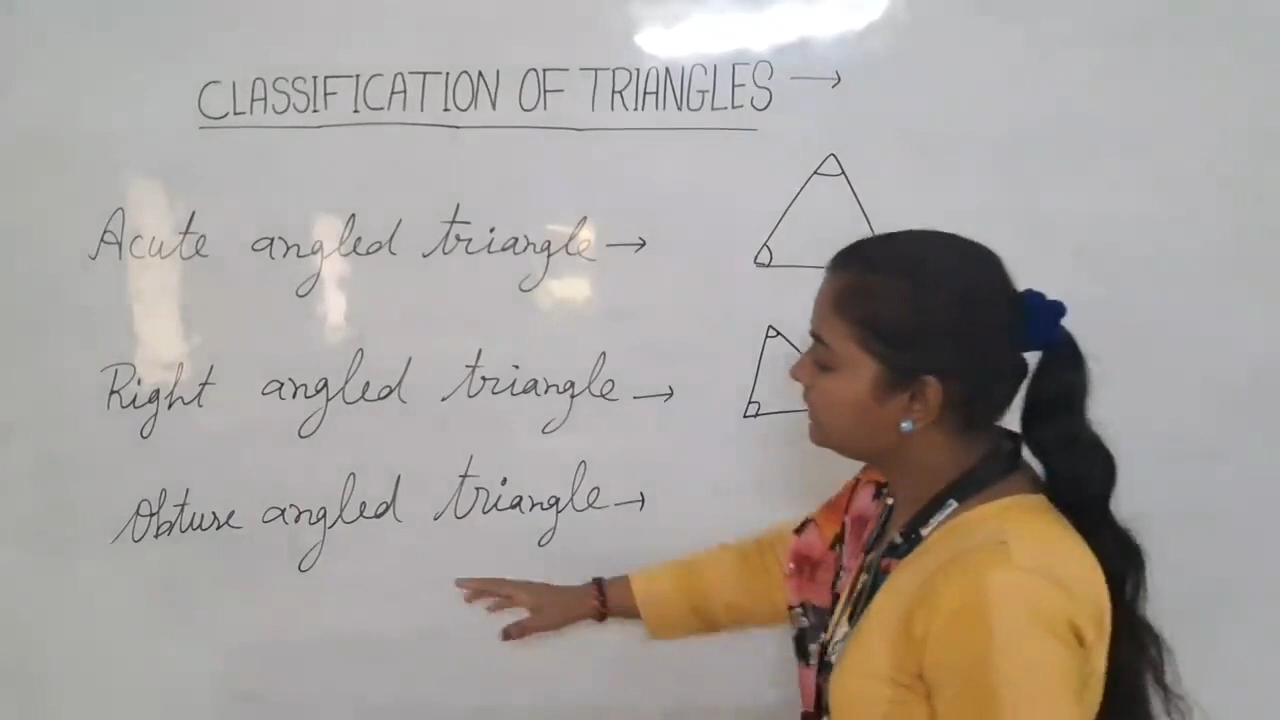 CLASSIFICATION OF TRIANGLES →
Acute angled triangle →
Right angled triangle →
Obtuse angled triangle →